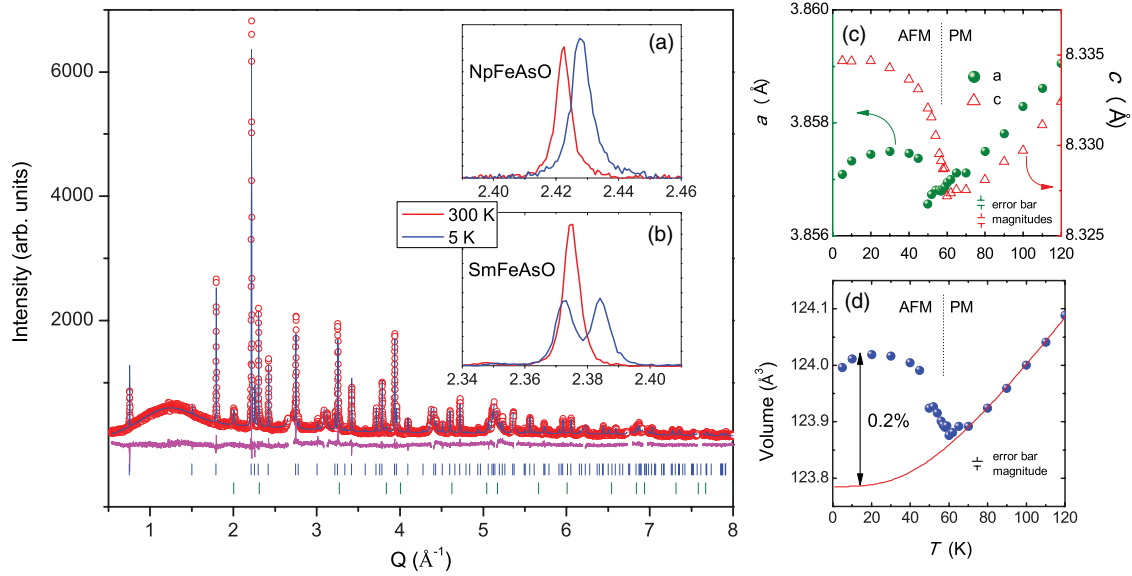 Intensity (arb. units)
6000
4000
2000
1 2 3 4 5 6 7 8
Q (Å⁻¹)
300 K
5 K
(a)
NpFeAsO
2.40 2.42 2.44 2.46
(b)
SmFeAsO
2.34 2.36 2.38 2.40
(c)
AFM PM
a
c
error bar
magnitudes
a (Å)
3.860
3.858
3.856
c (Å)
8.335
8.330
8.325
0 20 40 60 80 100 120
(d)
AFM PM
0.2%
error bar
magnitude
Volume (Å³)
124.1
124.0
123.9
123.8
0 20 40 60 80 100 120
T (K)